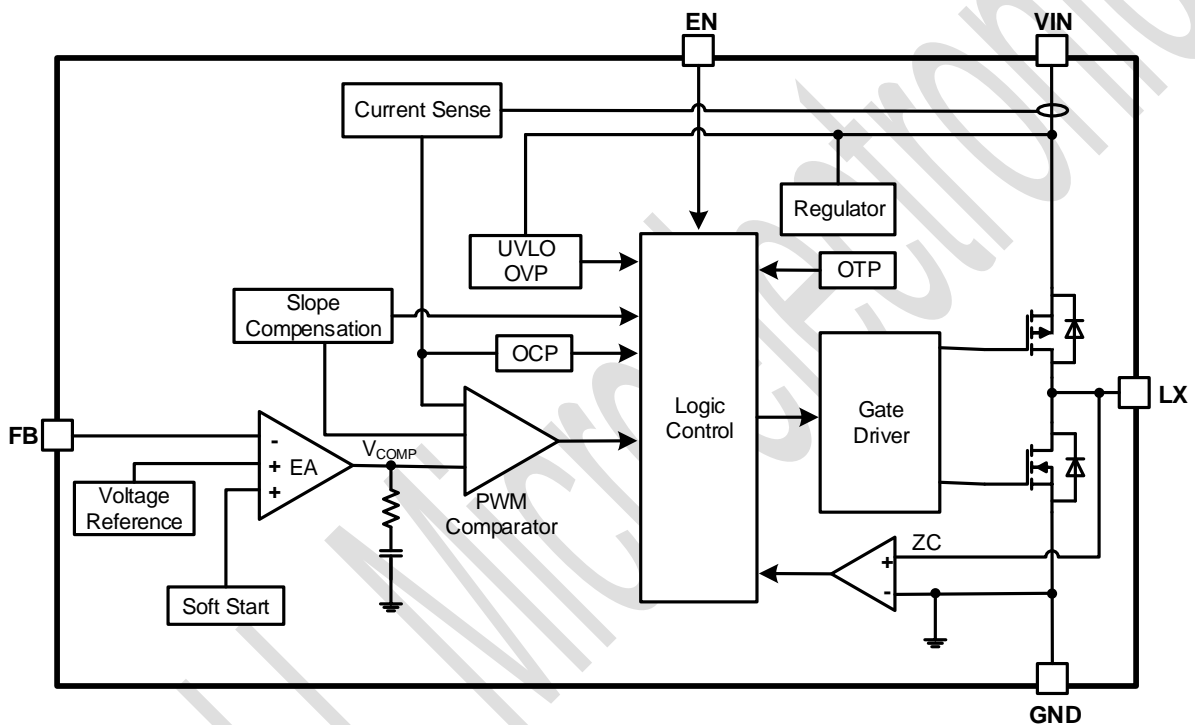 EN
VIN
Current Sense
Regulator
UVLO
OVP
OTP
Slope
Compensation
OCP
LX
Logic
Control
Gate
Driver
FB
-
+
+
EA
VCOMP
Voltage
Reference
PWM
Comparator
ZC
+
-
Soft Start
GND
Microelectronic